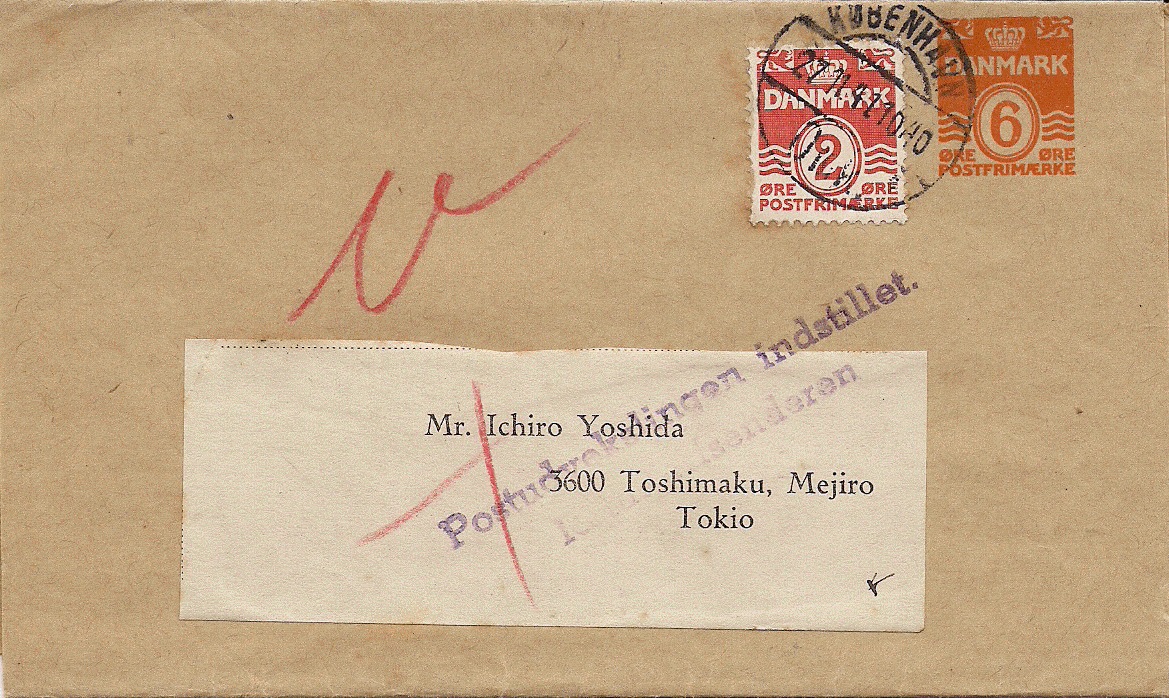 KØBENHAVN
DANMARK
2
ØRE ØRE
POSTFRIMÆRKE
DANMARK
6
ØRE ØRE
POSTFRIMÆRKE
Postudvekslingen indstillet.
Mr. Ichiro Yoshida
3600 Toshimaku, Mejiro
Tokio